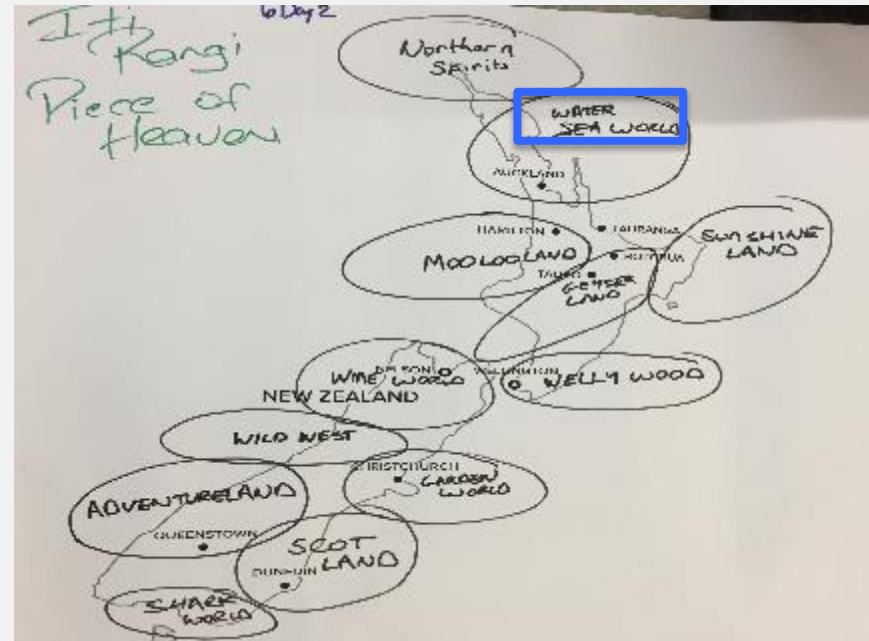 Iti Rangi
6 Day 2
Piece of
Heaven
Northern
Spirits
WATER
SEA WORLD
AUCKLAND
HAMILTON
TAURANGA
MOOLOOLAND
ROTORUA
TAUPO
GEYSER
LAND
SUNSHINE
LAND
NELSON
WELLINGTON
WINE WORLD
WELLY WOOD
NEW ZEALAND
WILD WEST
CHRISTCHURCH
GARDEN
WORLD
ADVENTURELAND
QUEENSTOWN
SCOT
LAND
DUNEDIN
SHARK
WORLD